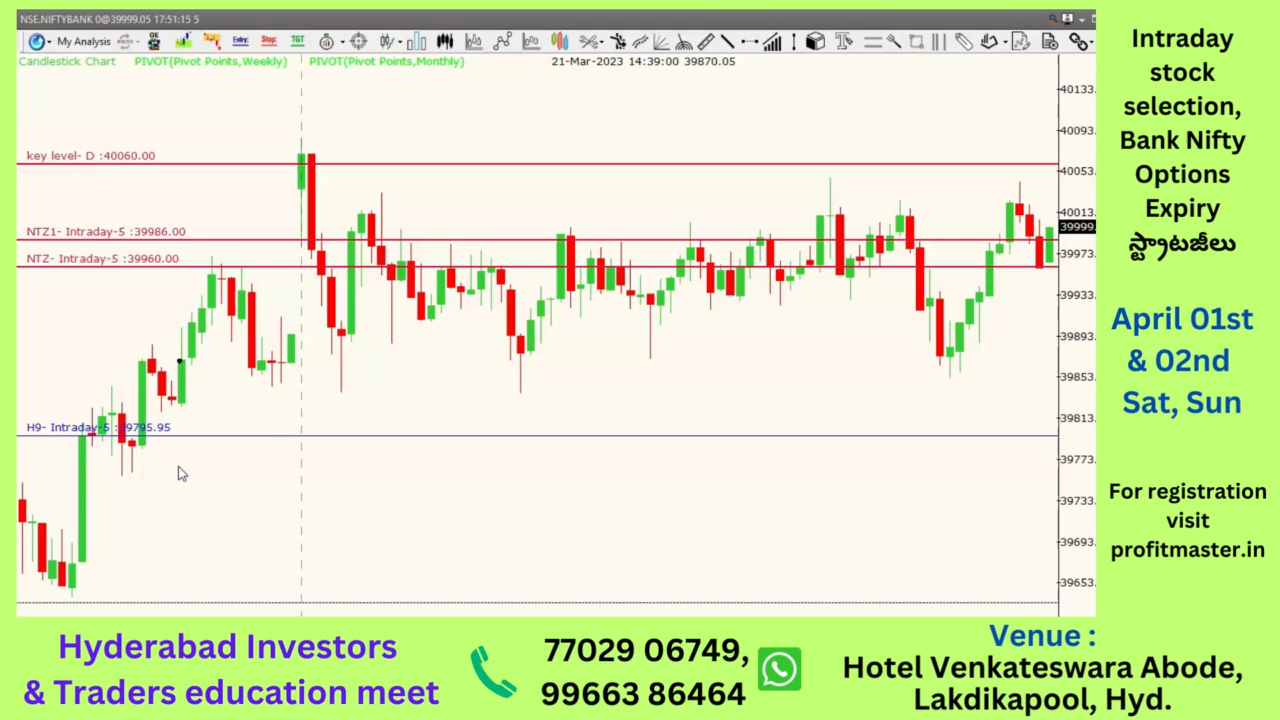 NSE.NIFTYBANK 0@39999.05 17:51:15 5
My Analysis
Entry:
Stop:
TGT
Candlestick Chart PIVOT(Pivot Points,Weekly) PIVOT(Pivot Points,Monthly) 21-Mar-2023 14:39:00 39870.05
40133.
40093.
key level- D :40060.00
40053.
40013.
39999.
NTZ1- Intraday-5 :39986.00
39973.
NTZ- Intraday-5 :39960.00
39933.
39893.
39853.
39813.
H9- Intraday-5 :39795.95
39773.
39733.
39693.
39653.
Intraday
stock
selection,
Bank Nifty
Options
Expiry
స్ట్రాటజీలు
April 01st
& 02nd
Sat, Sun
For registration
visit
profitmaster.in
Hyderabad Investors
& Traders education meet
77029 06749,
99663 86464
Venue :
Hotel Venkateswara Abode,
Lakdikapool, Hyd.